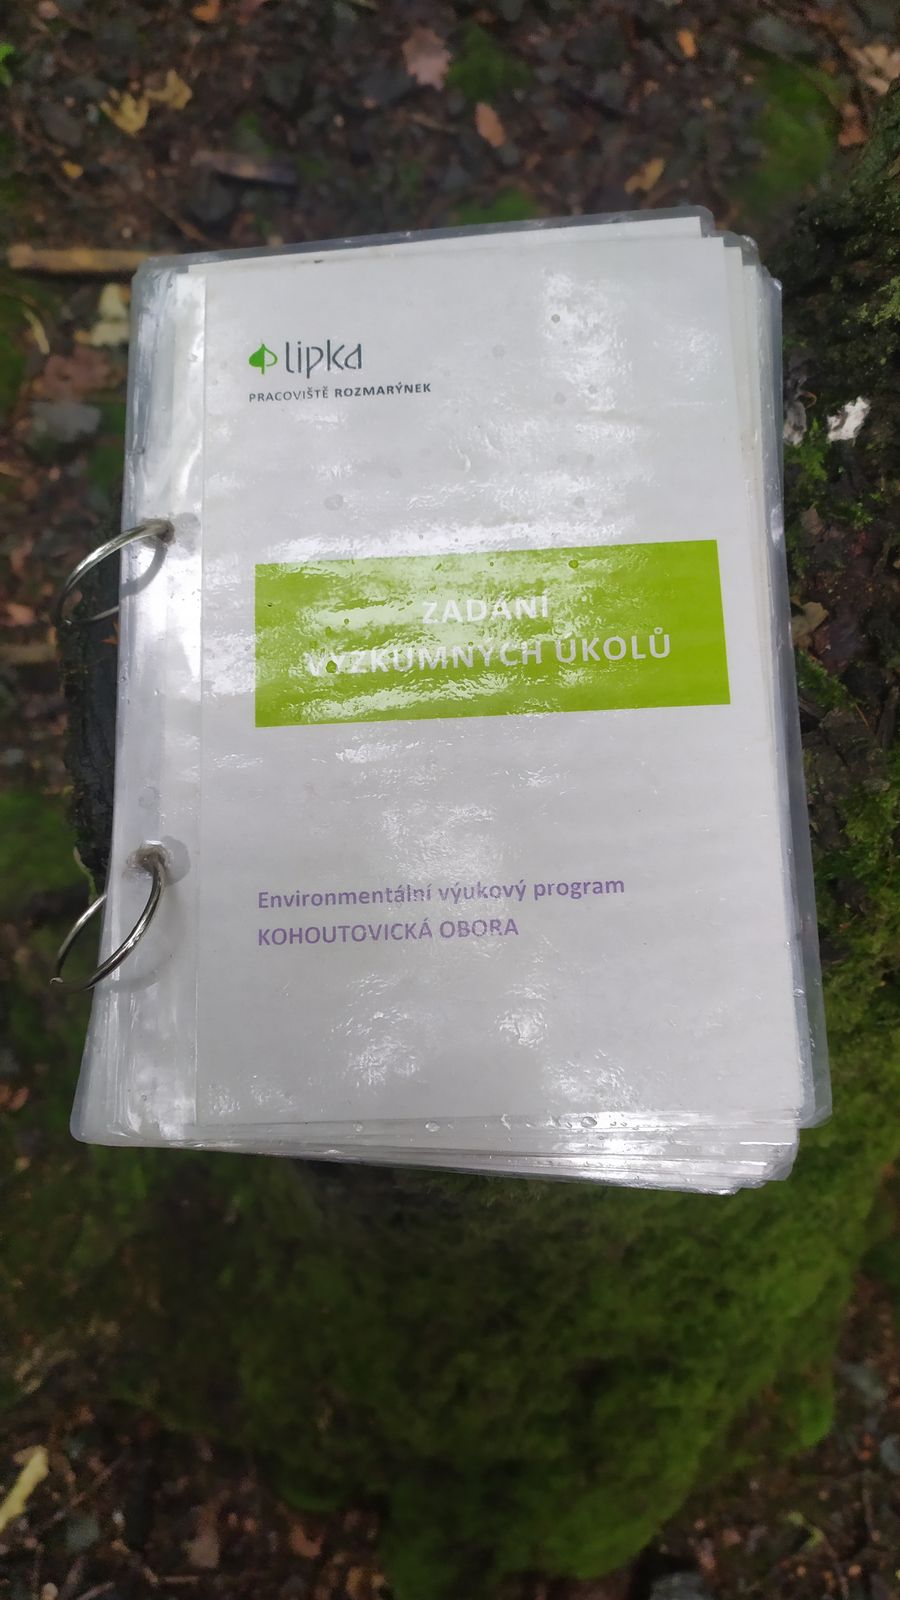 lipka
PRACOVIŠTĚ ROZMARÝNEK
ZADÁNÍ
VÝZKUMNÝCH ÚKOLŮ
Environmentální výukový program
KOHOUTOVICKÁ OBORA